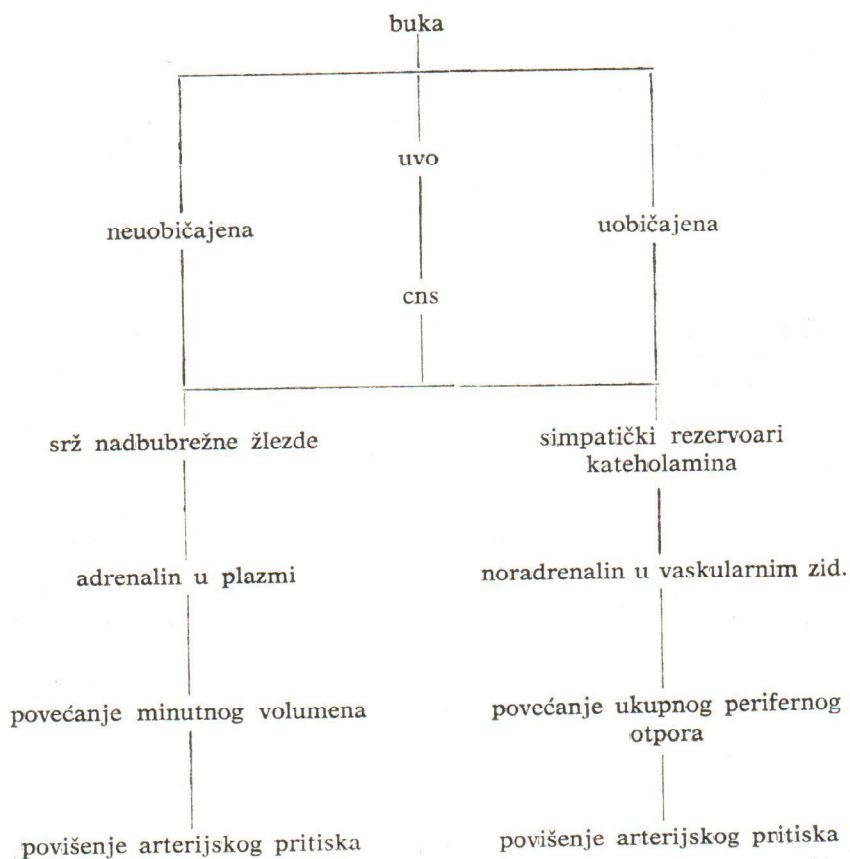 buka
uvo
neuobičajena
uobičajena
cns
srž nadbubrežne žlezde
simpatički rezervoari
kateholamina
adrenalin u plazmi
noradrenalin u vaskularnim zid.
povećanje minutnog volumena
povećanje ukupnog perifernog
otpora
povišenje arterijskog pritiska
povišenje arterijskog pritiska